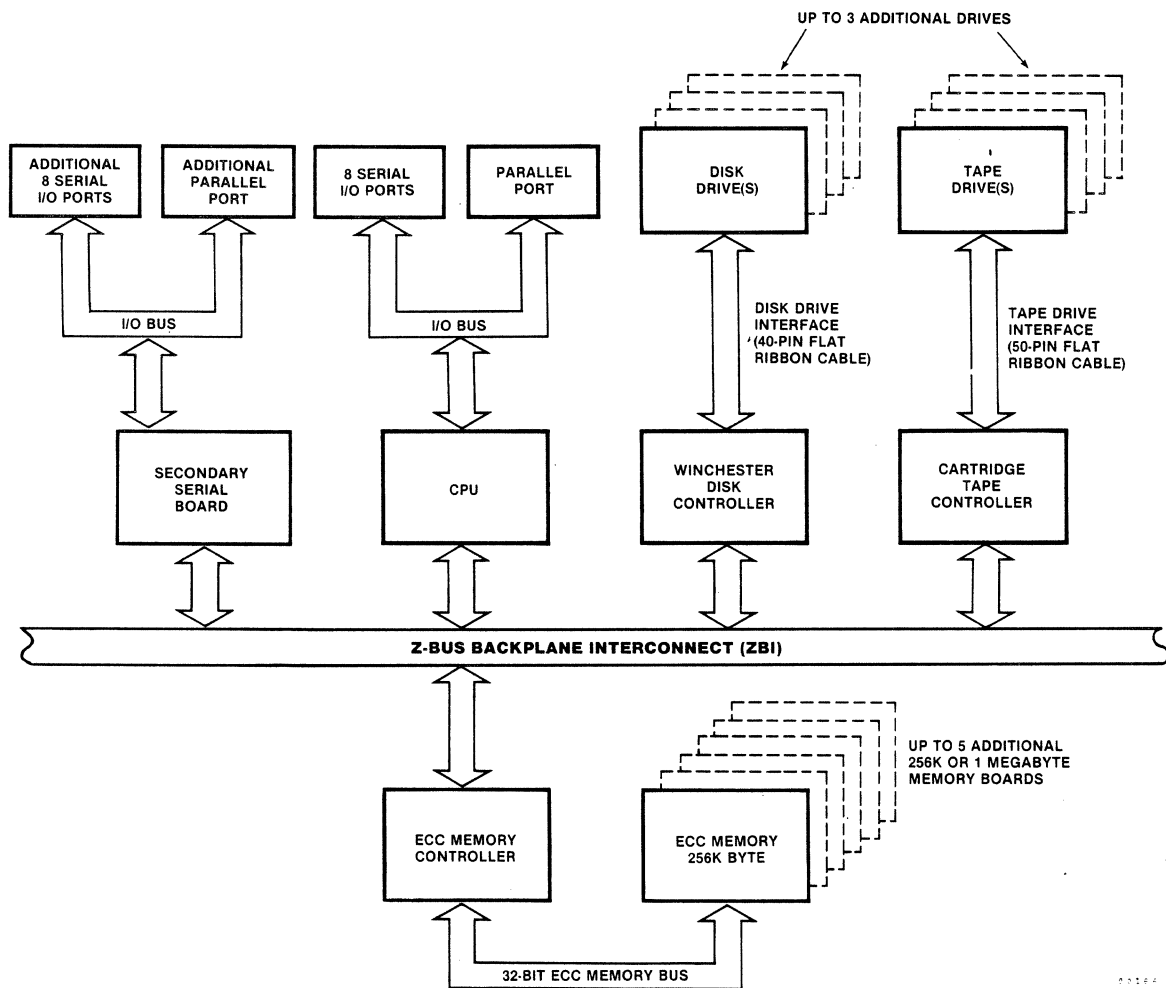 UP TO 3 ADDITIONAL DRIVES
ADDITIONAL
8 SERIAL
I/O PORTS
ADDITIONAL
PARALLEL
PORT
8 SERIAL
I/O PORTS
PARALLEL
PORT
DISK
DRIVE(S)
TAPE
DRIVE(S)
I/O BUS
I/O BUS
DISK DRIVE
INTERFACE
(40-PIN FLAT
RIBBON CABLE)
TAPE DRIVE
INTERFACE
(50-PIN FLAT
RIBBON CABLE)
SECONDARY
SERIAL
BOARD
CPU
WINCHESTER
DISK
CONTROLLER
CARTRIDGE
TAPE
CONTROLLER
Z-BUS BACKPLANE INTERCONNECT (ZBI)
UP TO 5 ADDITIONAL
256K OR 1 MEGABYTE
MEMORY BOARDS
ECC MEMORY
CONTROLLER
ECC MEMORY
256K BYTE
32-BIT ECC MEMORY BUS